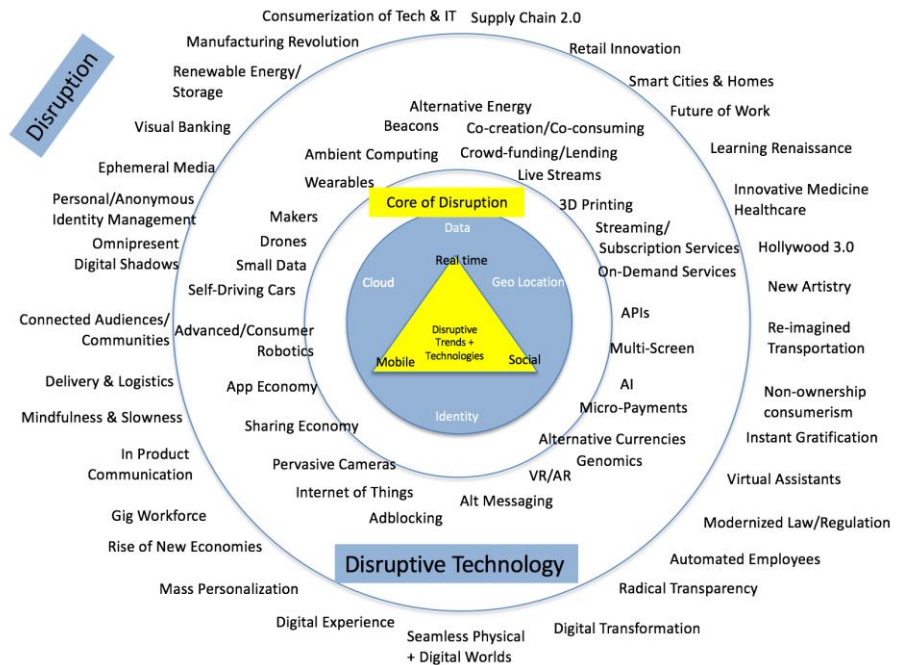 Disruption
Consumerization of Tech & IT
Supply Chain 2.0
Manufacturing Revolution
Retail Innovation
Renewable Energy/
Storage
Smart Cities & Homes
Visual Banking
Future of Work
Ephemeral Media
Learning Renaissance
Personal/Anonymous
Identity Management
Innovative Medicine
Healthcare
Omnipresent
Digital Shadows
Hollywood 3.0
New Artistry
Connected Audiences/
Communities
Re-imagined
Transportation
Delivery & Logistics
Non-ownership
consumerism
Mindfulness & Slowness
Instant Gratification
In Product
Communication
Virtual Assistants
Gig Workforce
Modernized Law/Regulation
Rise of New Economies
Automated Employees
Mass Personalization
Radical Transparency
Digital Experience
Seamless Physical
+ Digital Worlds
Digital Transformation
Alternative Energy
Beacons
Co-creation/Co-consuming
Ambient Computing
Crowd-funding/Lending
Wearables
Live Streams
Makers
3D Printing
Drones
Streaming/
Subscription Services
Small Data
On-Demand Services
Self-Driving Cars
APIs
Advanced/Consumer
Robotics
Multi-Screen
App Economy
AI
Micro-Payments
Sharing Economy
Alternative Currencies
Pervasive Cameras
Genomics
VR/AR
Internet of Things
Alt Messaging
Adblocking
Disruptive Technology
Core of Disruption
Data
Real time
Cloud
Geo Location
Disruptive
Trends +
Technologies
Mobile
Social
Identity